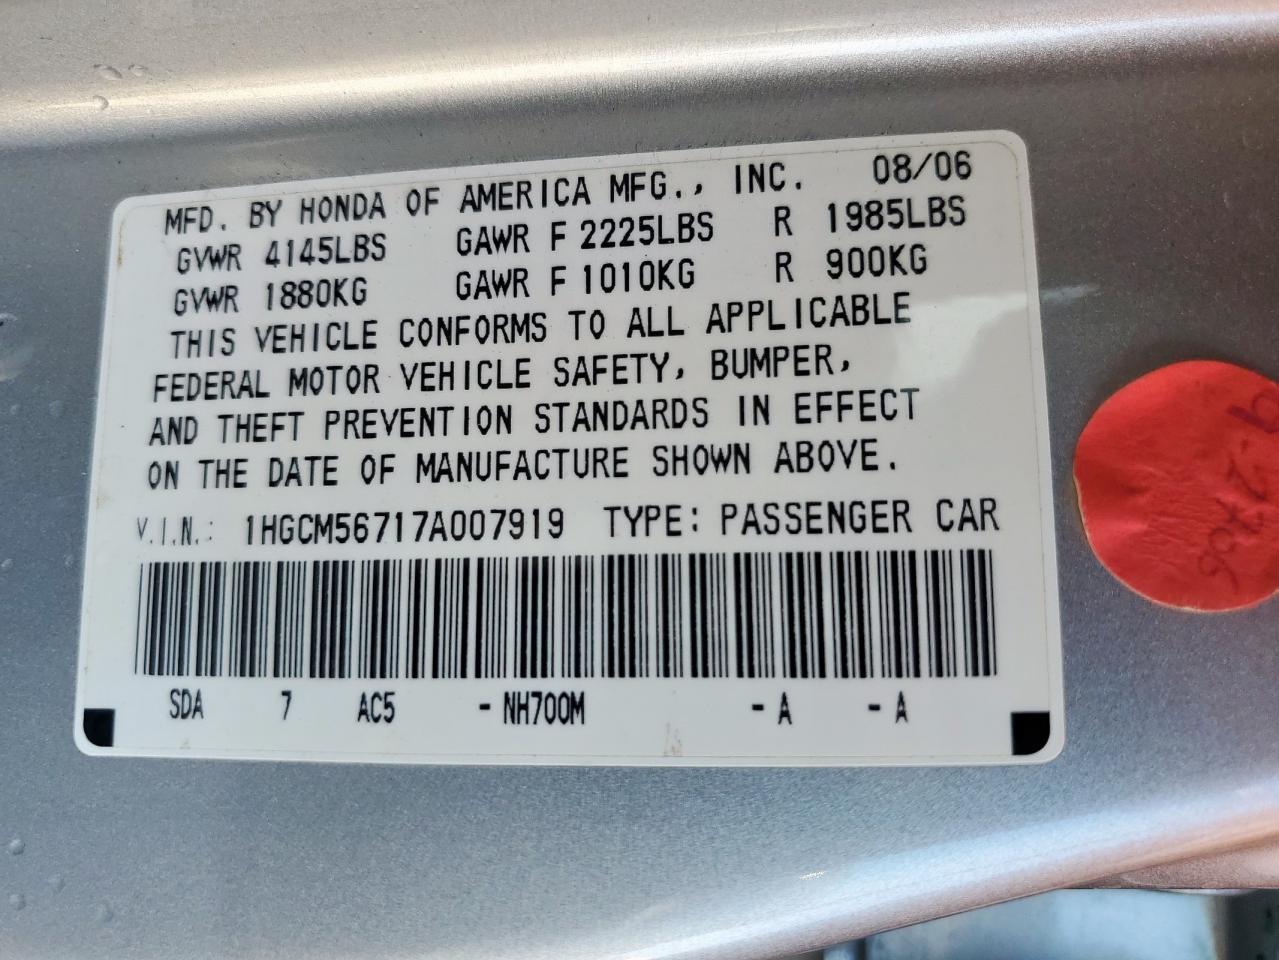 MFD. BY HONDA OF AMERICA MFG., INC. 08/06
GVWR 4145LBS GAWR F 2225LBS R 1985LBS
GVWR 1880KG GAWR F 1010KG R 900KG
THIS VEHICLE CONFORMS TO ALL APPLICABLE
FEDERAL MOTOR VEHICLE SAFETY, BUMPER,
AND THEFT PREVENTION STANDARDS IN EFFECT
ON THE DATE OF MANUFACTURE SHOWN ABOVE.
V.I.N.: 1HGCM56717A007919 TYPE: PASSENGER CAR
SDA 7 AC5 - NH700M - A - A